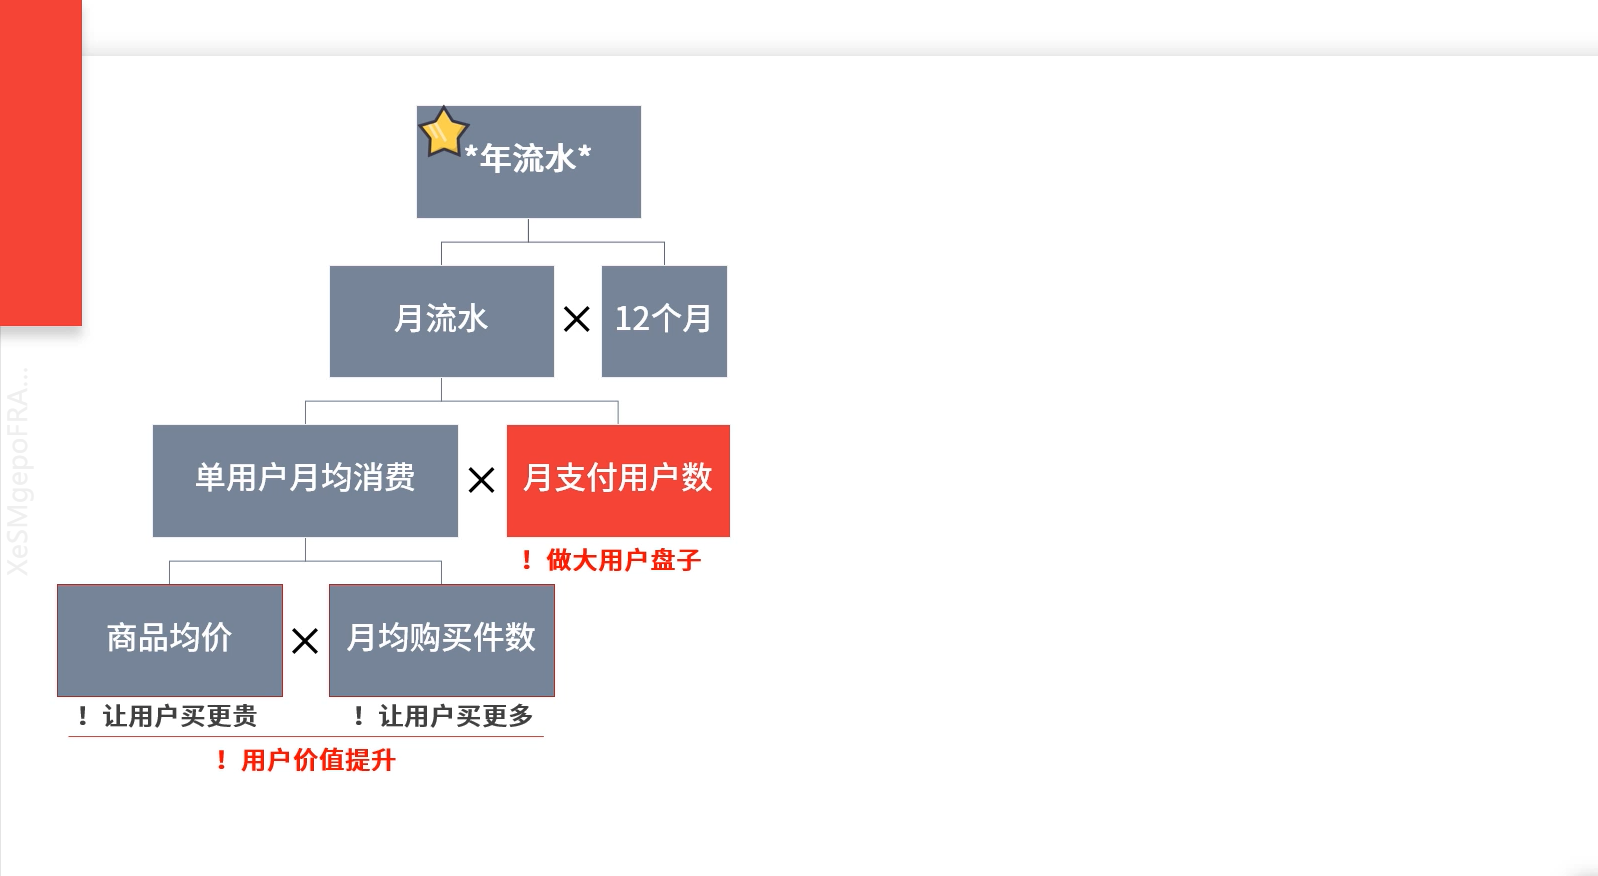 *年流水*
月流水
12个月
单用户月均消费
月支付用户数
！做大用户盘子
商品均价
月均购买件数
！让用户买更贵
！让用户买更多
！用户价值提升
XeSMgepoFRA...